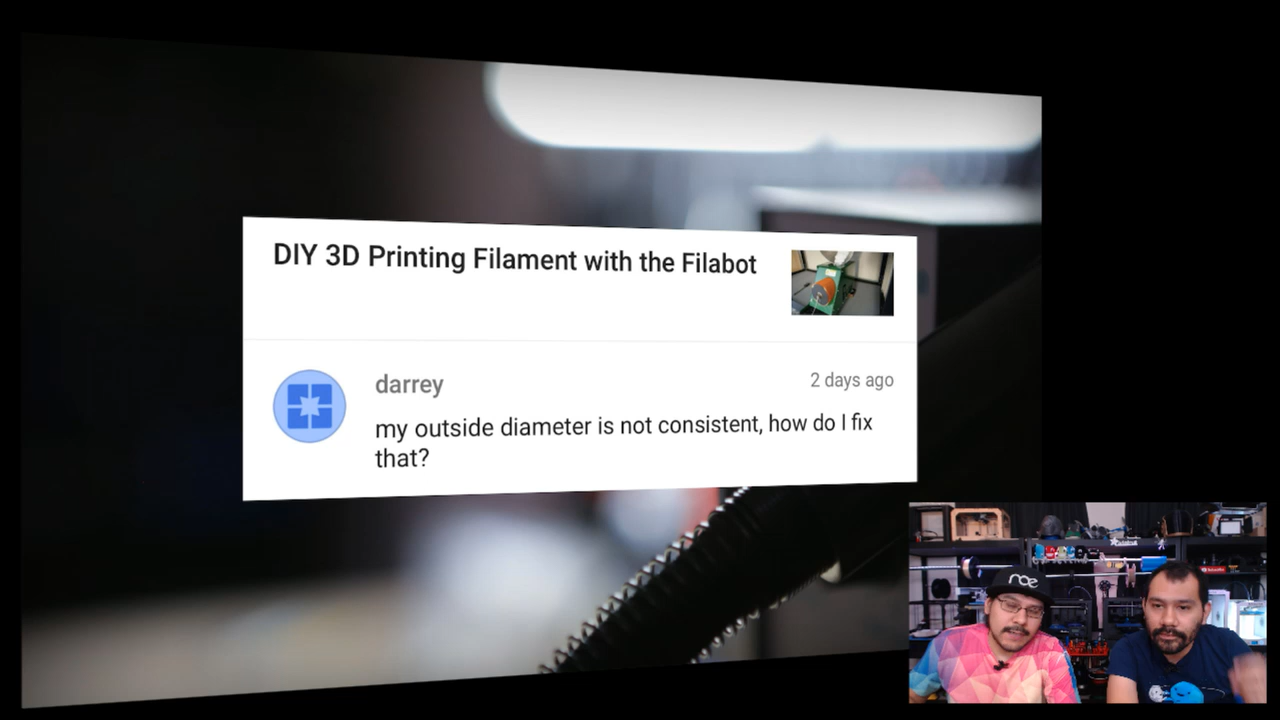 DIY 3D Printing Filament with the Filabot
darrey
2 days ago
my outside diameter is not consistent, how do I fix
that?
noe